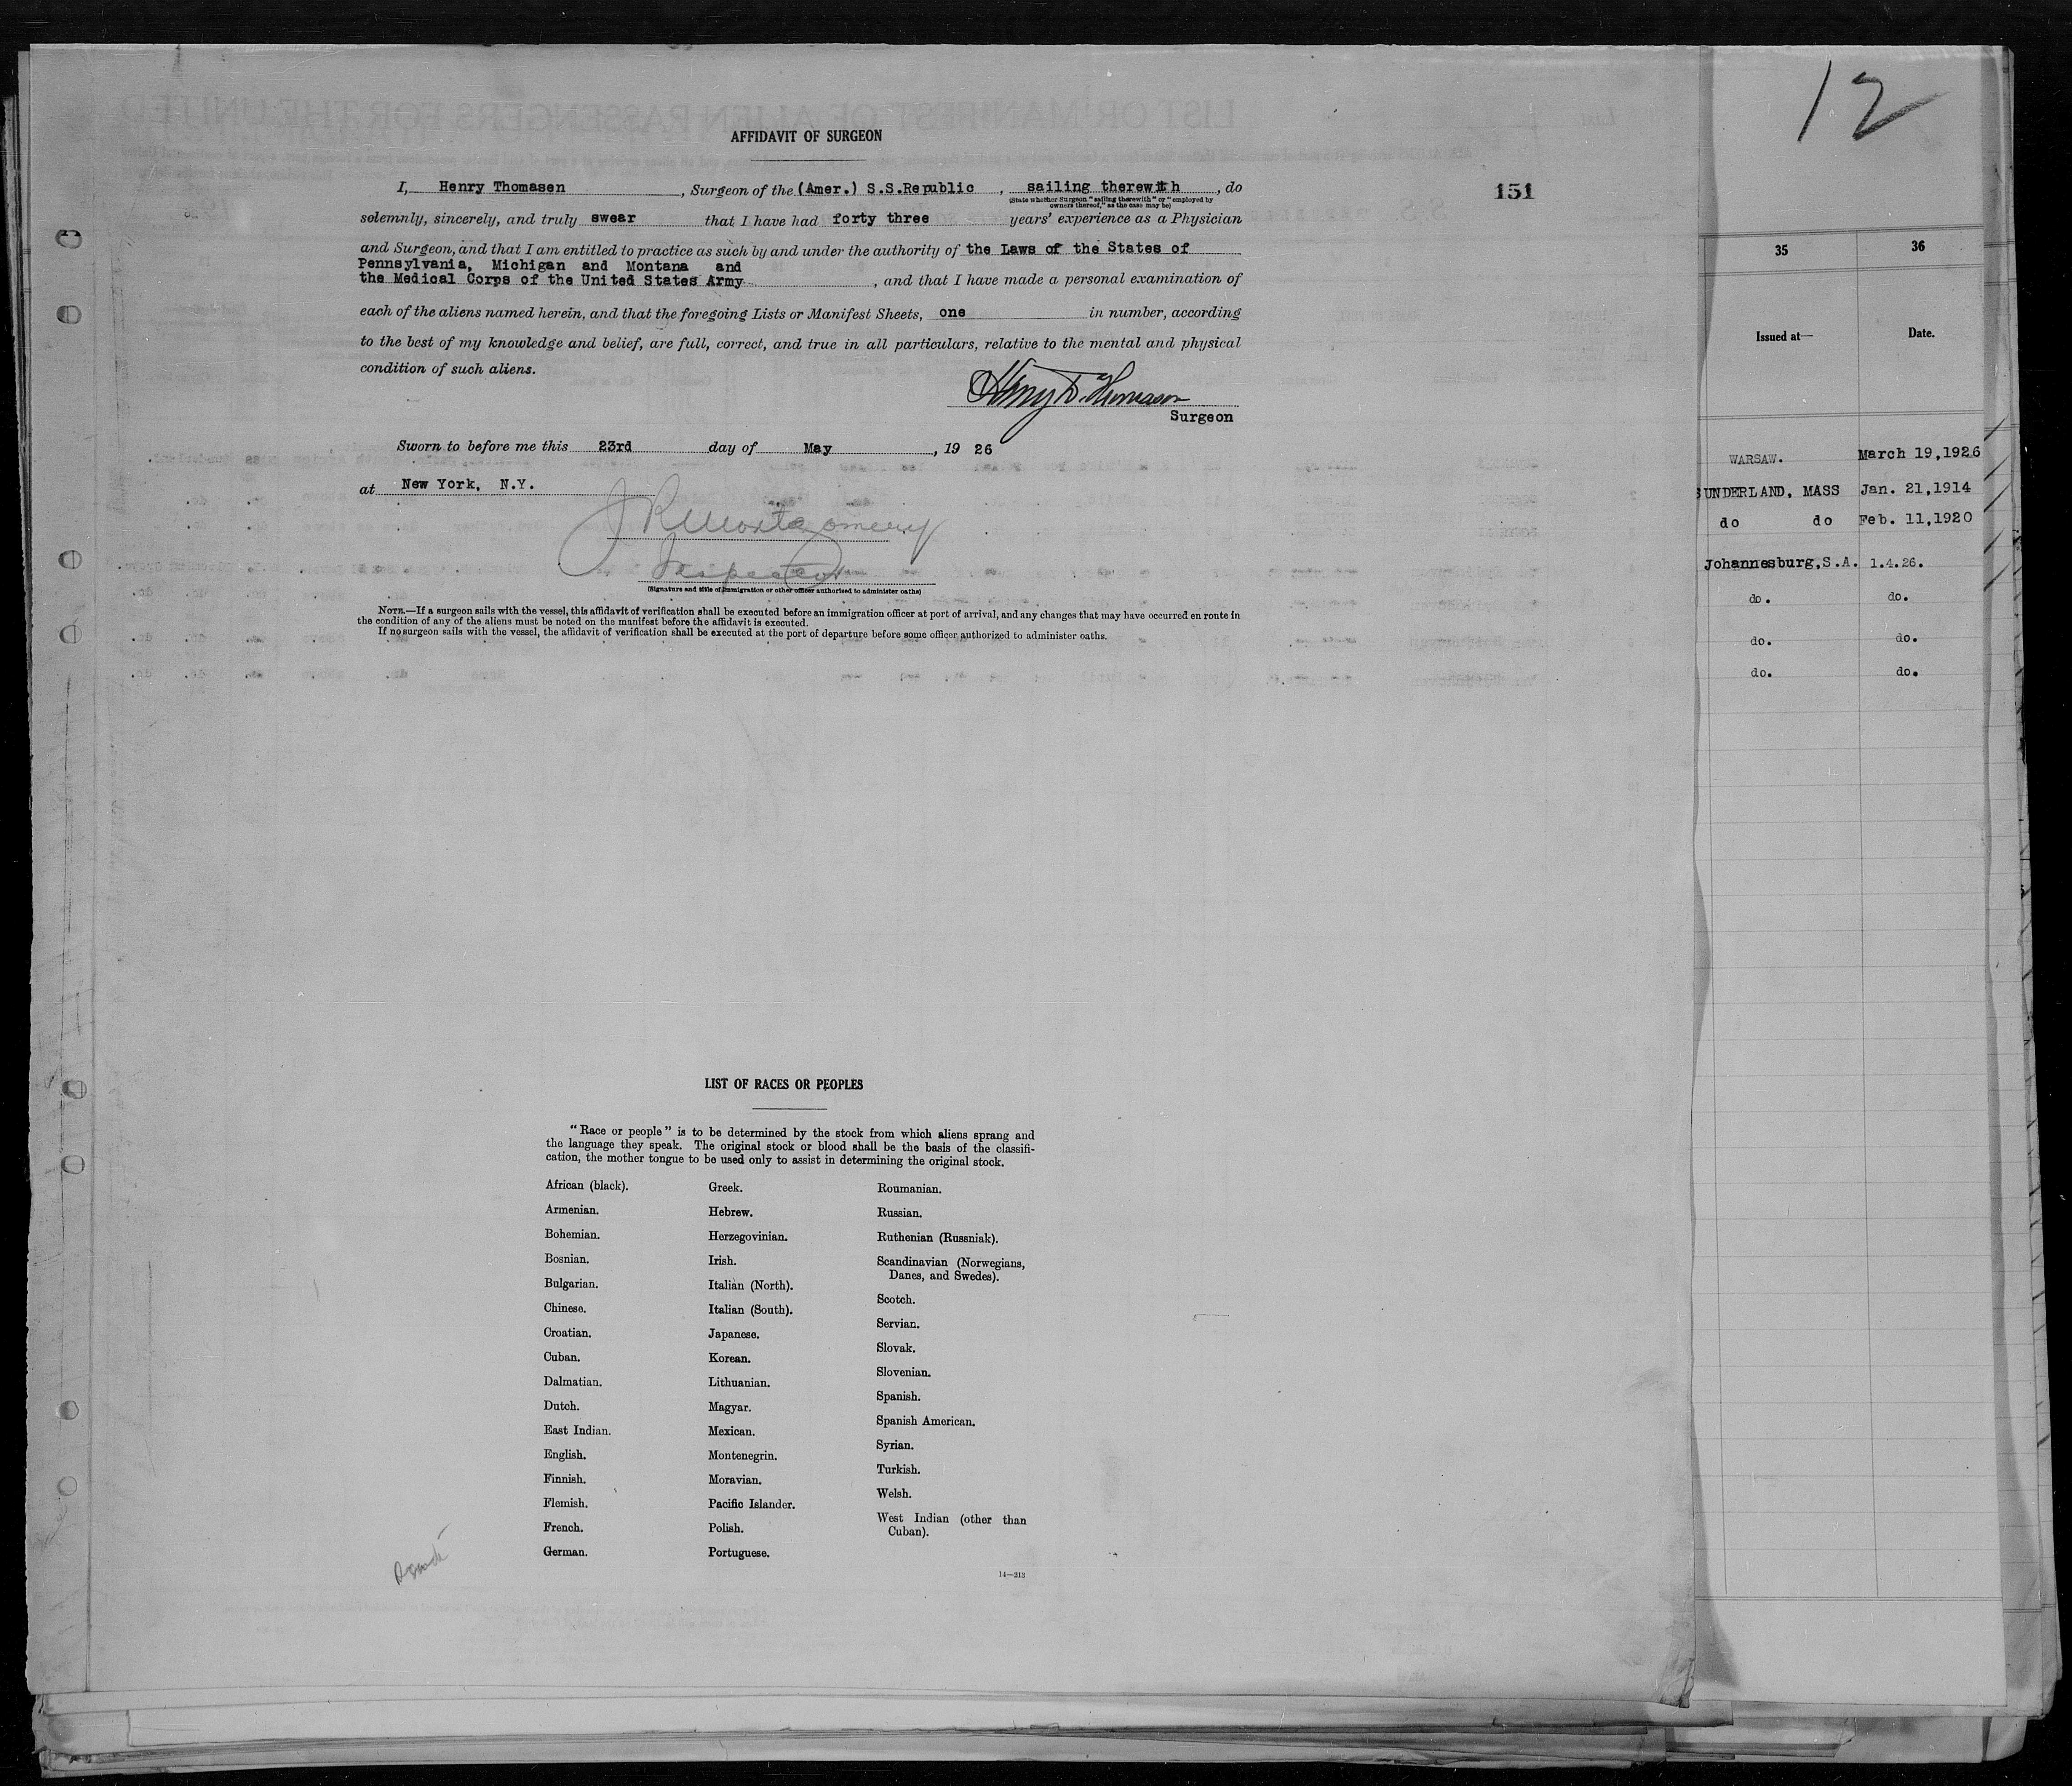 12
AFFIDAVIT OF SURGEON
I, Henry Thomasen, Surgeon of the (Amer.) S.S.Republic, sailing therewith, do
(State whether Surgeon "sailing therewith" or "employed by
owners thereof," as the case may be)
151
solemnly, sincerely, and truly swear that I have had forty three years' experience as a Physician
and Surgeon, and that I am entitled to practice as such by and under the authority of the Laws of the States of
Pennsylvania, Michigan and Montana and
the Medical Corps of the United States Army, and that I have made a personal examination of
each of the aliens named herein, and that the foregoing Lists or Manifest Sheets, one in number, according
to the best of my knowledge and belief, are full, correct, and true in all particulars, relative to the mental and physical
condition of such aliens.
Henry D. Thomason
Surgeon
Sworn to before me this 23rd day of May, 19 26
at New York, N.Y.
J R Montgomery
Inspector
(Signature and title of immigration or other officer authorized to administer oaths)
NOTE.—If a surgeon sails with the vessel, this affidavit of verification shall be executed before an immigration officer at port of arrival, and any changes that may have occurred en route in
the condition of any of the aliens must be noted on the manifest before the affidavit is executed.
If no surgeon sails with the vessel, the affidavit of verification shall be executed at the port of departure before some officer authorized to administer oaths.
35 36
Issued at— Date.
WARSAW. March 19,1926
SUNDERLAND, MASS Jan. 21,1914
do do Feb. 11,1920
Johannesburg,S.A. 1.4.26.
do. do.
do. do.
do. do.
LIST OF RACES OR PEOPLES
"Race or people" is to be determined by the stock from which aliens sprang and
the language they speak. The original stock or blood shall be the basis of the classifi-
cation, the mother tongue to be used only to assist in determining the original stock.
African (black).
Armenian.
Bohemian.
Bosnian.
Bulgarian.
Chinese.
Croatian.
Cuban.
Dalmatian.
Dutch.
East Indian.
English.
Finnish.
Flemish.
French.
German.
Greek.
Hebrew.
Herzegovinian.
Irish.
Italian (North).
Italian (South).
Japanese.
Korean.
Lithuanian.
Magyar.
Mexican.
Montenegrin.
Moravian.
Pacific Islander.
Polish.
Portuguese.
Roumanian.
Russian.
Ruthenian (Russniak).
Scandinavian (Norwegians,
Danes, and Swedes).
Scotch.
Servian.
Slovak.
Slovenian.
Spanish.
Spanish American.
Syrian.
Turkish.
Welsh.
West Indian (other than
Cuban).
14—213